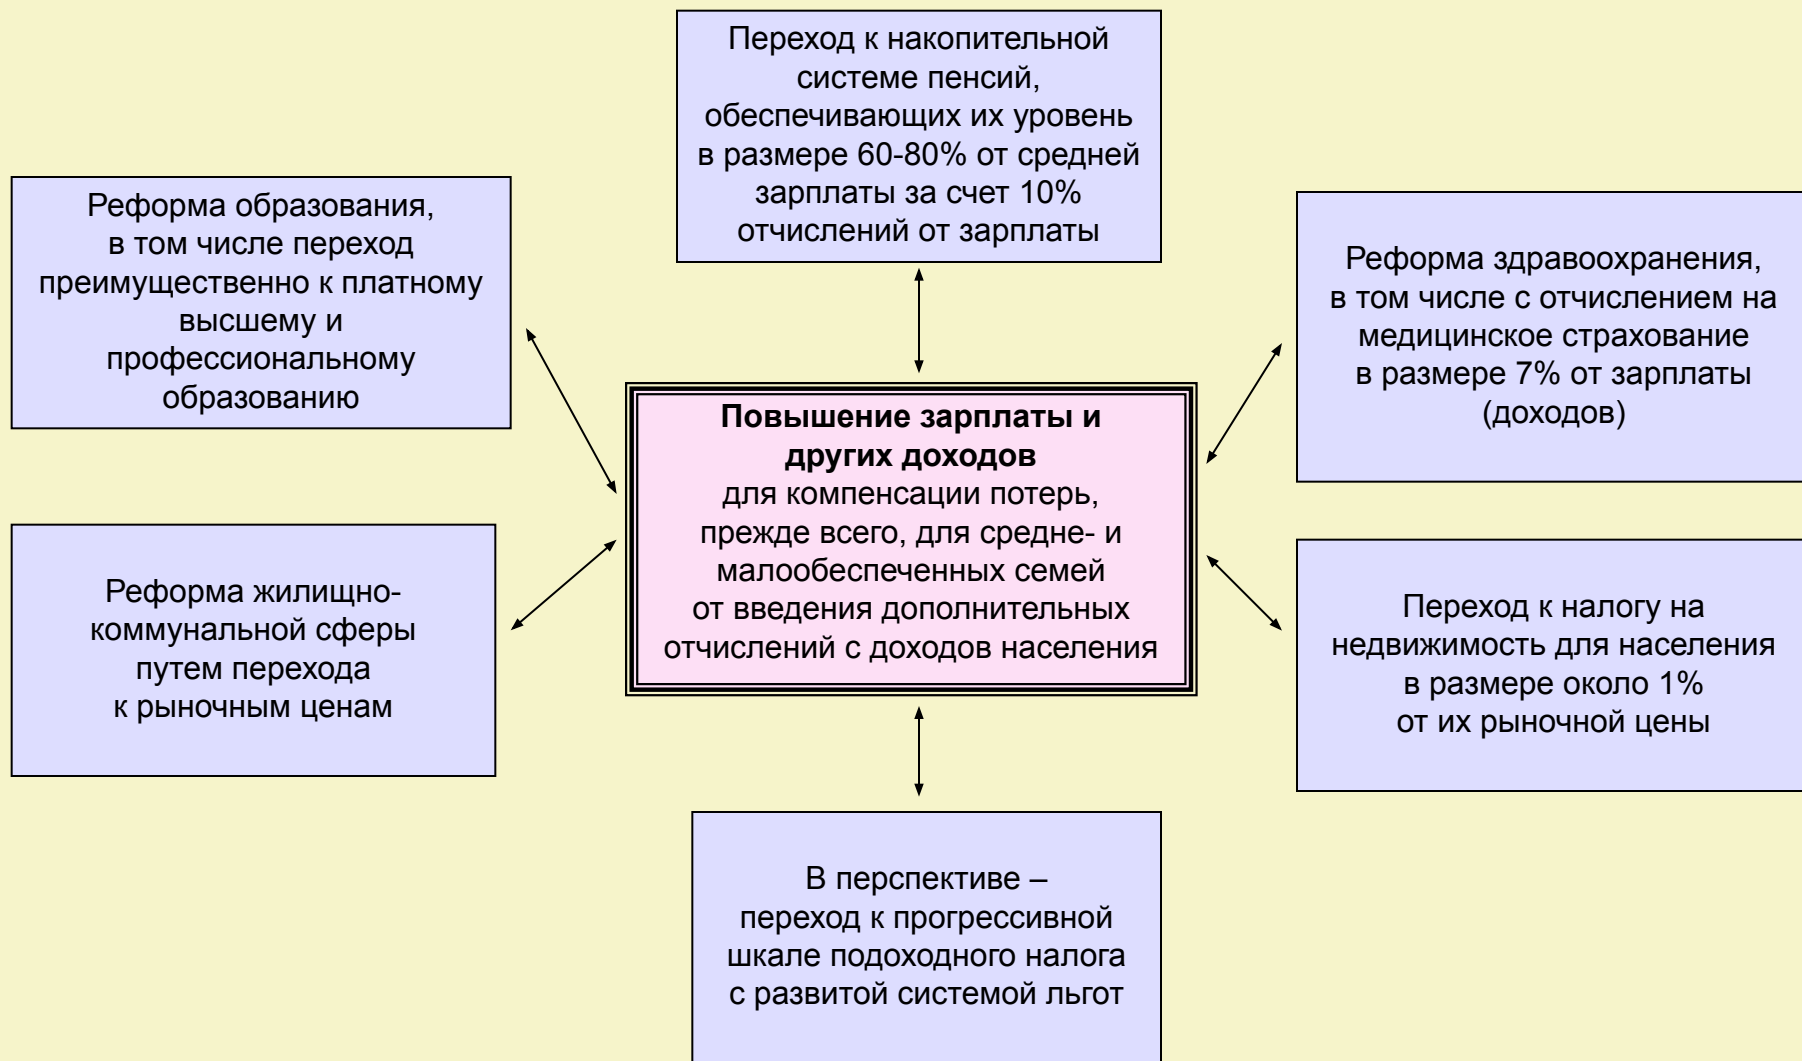 Переход к накопительной
системе пенсий,
обеспечивающих их уровень
в размере 60-80% от средней
зарплаты за счет 10%
отчислений от зарплаты
Реформа образования,
в том числе переход
преимущественно к платному
высшему и
профессиональному
образованию
Реформа здравоохранения,
в том числе с отчислением на
медицинское страхование
в размере 7% от зарплаты
(доходов)
Повышение зарплаты и
других доходов
для компенсации потерь,
прежде всего, для средне- и
малообеспеченных семей
от введения дополнительных
отчислений с доходов населения
Реформа жилищно-
коммунальной сферы
путем перехода
к рыночным ценам
Переход к налогу на
недвижимость для населения
в размере около 1%
от их рыночной цены
В перспективе –
переход к прогрессивной
шкале подоходного налога
с развитой системой льгот